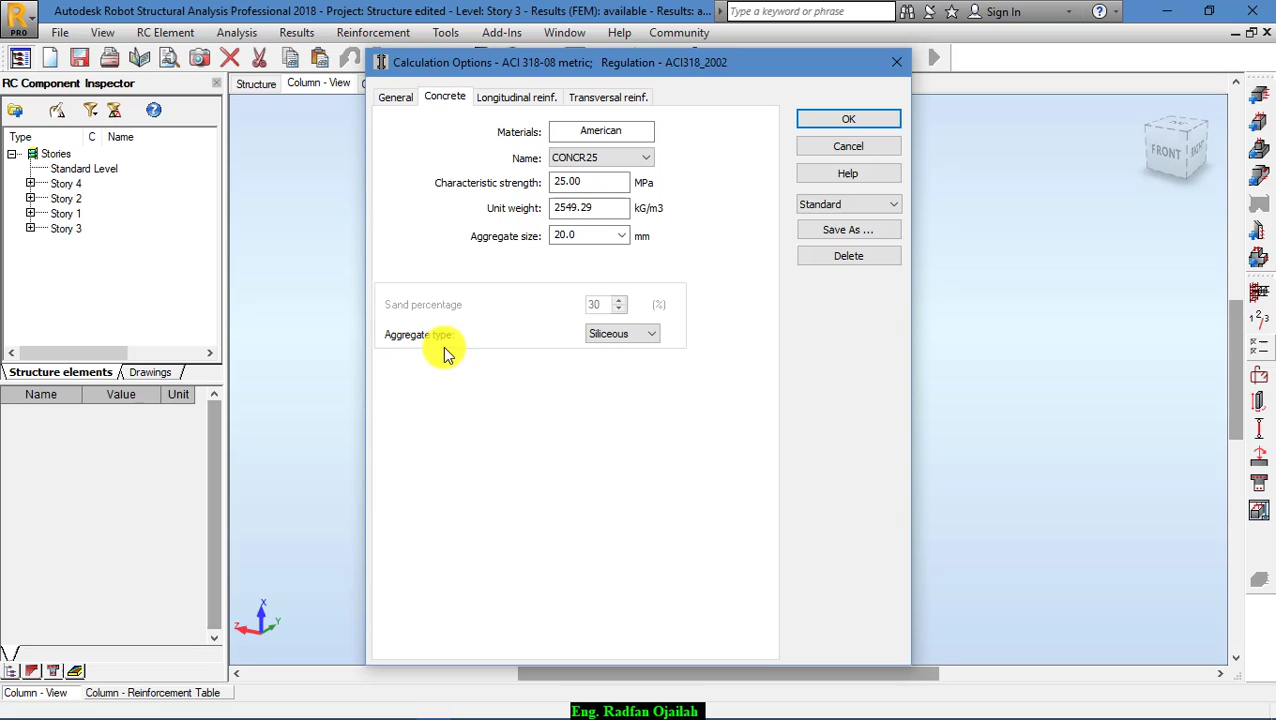 Autodesk Robot Structural Analysis Professional 2018 - Project: Structure edited - Level: Story 3 - Results (FEM): available - Results: a...
Type a keyword or phrase
Sign In
PRO
File View RC Element Analysis Results Reinforcement Tools Add-Ins Window Help Community
RC Component Inspector
Structure
Column - View
Type C Name
Stories
Standard Level
Story 4
Story 2
Story 1
Story 3
Structure elements
Drawings
Name Value Unit
Calculation Options - ACI 318-08 metric; Regulation - ACI318_2002
General Concrete Longitudinal reinf. Transversal reinf.
Materials: American
Name: CONCR25
Characteristic strength: 25.00 MPa
Unit weight: 2549.29 kG/m3
Aggregate size: 20.0 mm
Sand percentage 30 (%)
Aggregate type: Siliceous
OK
Cancel
Help
Standard
Save As ...
Delete
FRONT
RIGHT
X
Y
Z
Column - View
Column - Reinforcement Table
Eng. Radfan Ojailah